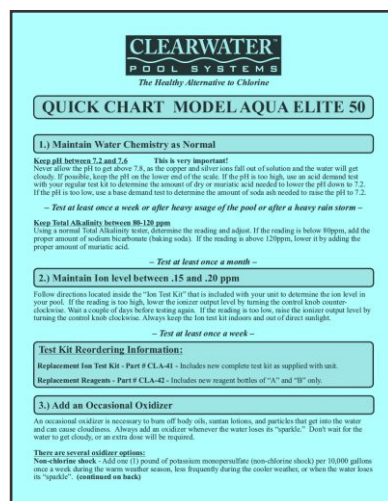 CLEARWATER™
POOL SYSTEMS
The Healthy Alternative to Chlorine
QUICK CHART MODEL AQUA ELITE 50
1.) Maintain Water Chemistry as Normal
Keep pH between 7.2 and 7.6 This is very important!
Never allow the pH to get above 7.8, as the copper and silver ions fall out of solution and the water will get
cloudy. If possible, keep the pH on the lower end of the scale. If the pH is too high, use an acid demand test
with your regular test kit to determine the amount of dry or muriatic acid needed to lower the pH down to 7.2.
If the pH is too low, use a base demand test to determine the amount of soda ash needed to raise the pH to 7.2.
– Test at least once a week or after heavy usage of the pool or after a heavy rain storm –
Keep Total Alkalinity between 80-120 ppm
Using a normal Total Alkalinity tester, determine the reading and adjust. If the reading is below 80ppm, add the
proper amount of sodium bicarbonate (baking soda). If the reading is above 120ppm, lower it by adding the
proper amount of muriatic acid.
– Test at least once a month –
2.) Maintain Ion level between .15 and .20 ppm
Follow directions located inside the “Ion Test Kit” that is included with your unit to determine the ion level in
your pool. If the reading is too high, lower the ionizer output level by turning the control knob counter-
clockwise. Wait a couple of days before testing again. If the reading is too low, raise the ionizer output level by
turning the control knob clockwise. Always keep the Ion test kit indoors and out of direct sunlight.
– Test at least once a week –
Test Kit Reordering Information:
Replacement Ion Test Kit - Part # CLA-41 - Includes new complete test kit as supplied with unit.
Replacement Reagents - Part # CLA-42 - Includes new reagent bottles of “A” and “B” only.
3.) Add an Occasional Oxidizer
An occasional oxidizer is necessary to burn off body oils, suntan lotions, and particles that get into the water
and can cause cloudiness. Always add an oxidizer whenever the water loses its “sparkle.” Don't wait for the
water to get cloudy, or an extra dose will be required.
There are several oxidizer options:
Non-chlorine shock - Add one (1) pound of potassium monopersulfate (non-chlorine shock) per 10,000 gallons
once a week during the warm weather season, less frequently during the cooler weather, or when the water loses
its “sparkle”. (continued on back)